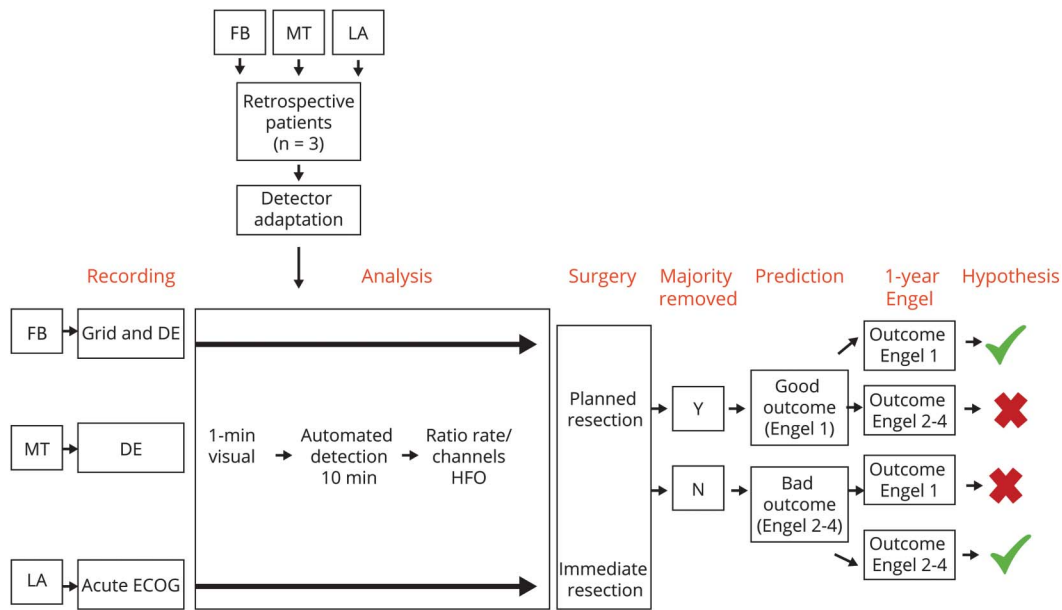 FB
MT
LA
Retrospective
patients
(n = 3)
Detector
adaptation
Recording
Analysis
Surgery
Majority
removed
Prediction
1-year
Engel
Hypothesis
FB
Grid and DE
MT
DE
LA
Acute ECOG
1-min
visual
Automated
detection
10 min
Ratio rate/
channels
HFO
Planned
resection
Immediate
resection
Y
N
Good
outcome
(Engel 1)
Bad
outcome
(Engel 2-4)
Outcome
Engel 1
Outcome
Engel 2-4
Outcome
Engel 1
Outcome
Engel 2-4